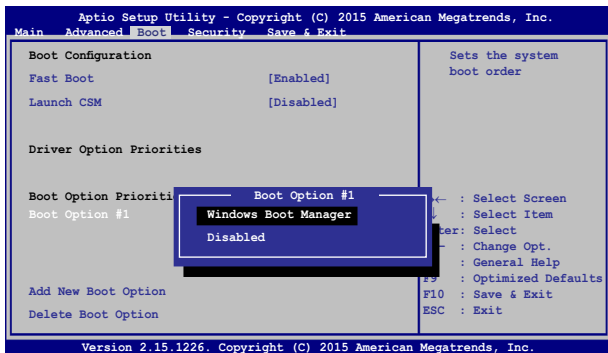 Aptio Setup Utility - Copyright (C) 2015 American Megatrends, Inc.
Main Advanced Boot Security Save & Exit
Boot Configuration
Fast Boot [Enabled]
Launch CSM [Disabled]
Driver Option Priorities
Boot Option Prioriti
Boot Option #1
Add New Boot Option
Delete Boot Option
Boot Option #1
Windows Boot Manager
Disabled
Sets the system
boot order
→← : Select Screen
: Select Item
ter: Select
: Change Opt.
: General Help
F9 : Optimized Defaults
F10 : Save & Exit
ESC : Exit
Version 2.15.1226. Copyright (C) 2015 American Megatrends, Inc.